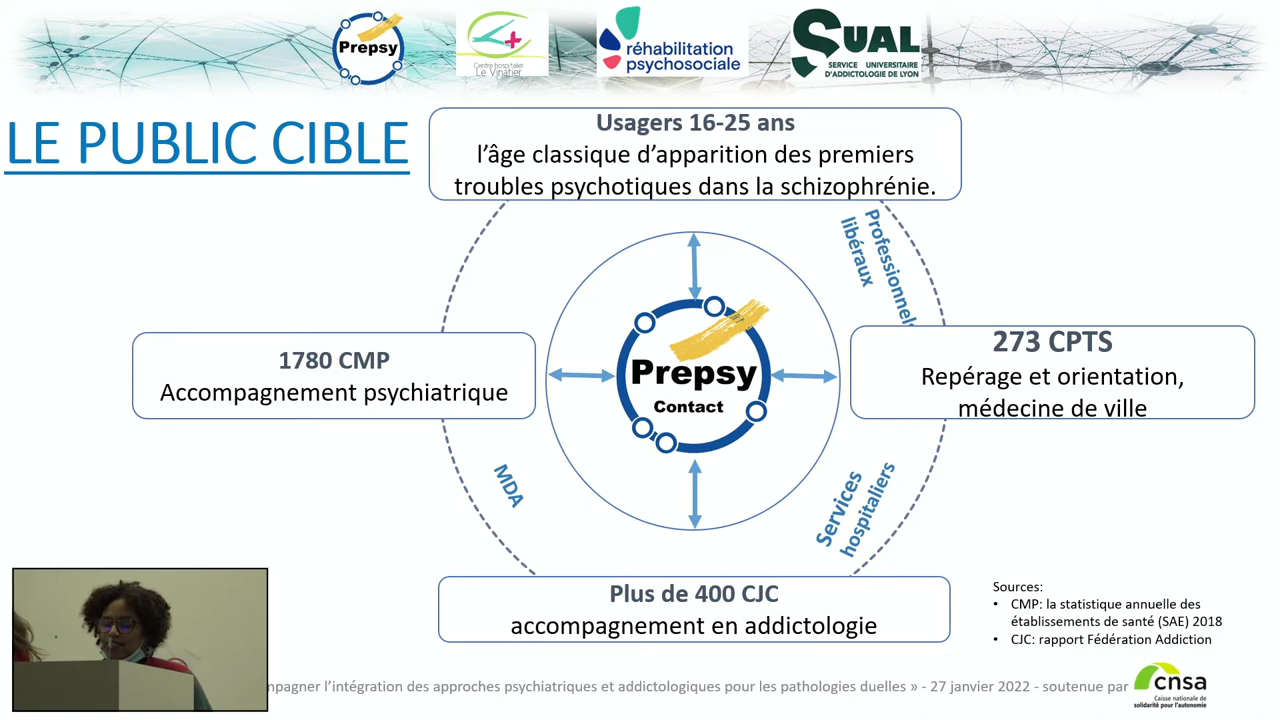 Prepsy
Centre hospitalier
Le Vinatier
réhabilitation
psychosociale
SUAL
SERVICE UNIVERSITAIRE
D'ADDICTOLOGIE DE LYON
LE PUBLIC CIBLE
Usagers 16-25 ans
l'âge classique d'apparition des premiers
troubles psychotiques dans la schizophrénie.
Professionnels
libéraux
1780 CMP
Accompagnement psychiatrique
Prepsy
Contact
273 CPTS
Repérage et orientation,
médecine de ville
MDA
Services
hospitaliers
Plus de 400 CJC
accompagnement en addictologie
Sources:
• CMP: la statistique annuelle des
établissements de santé (SAE) 2018
• CJC: rapport Fédération Addiction
l'intégration des approches psychiatriques et addictologiques pour les pathologies duelles » - 27 janvier 2022 - soutenue par
cnsa
Caisse nationale de
solidarité pour l'autonomie